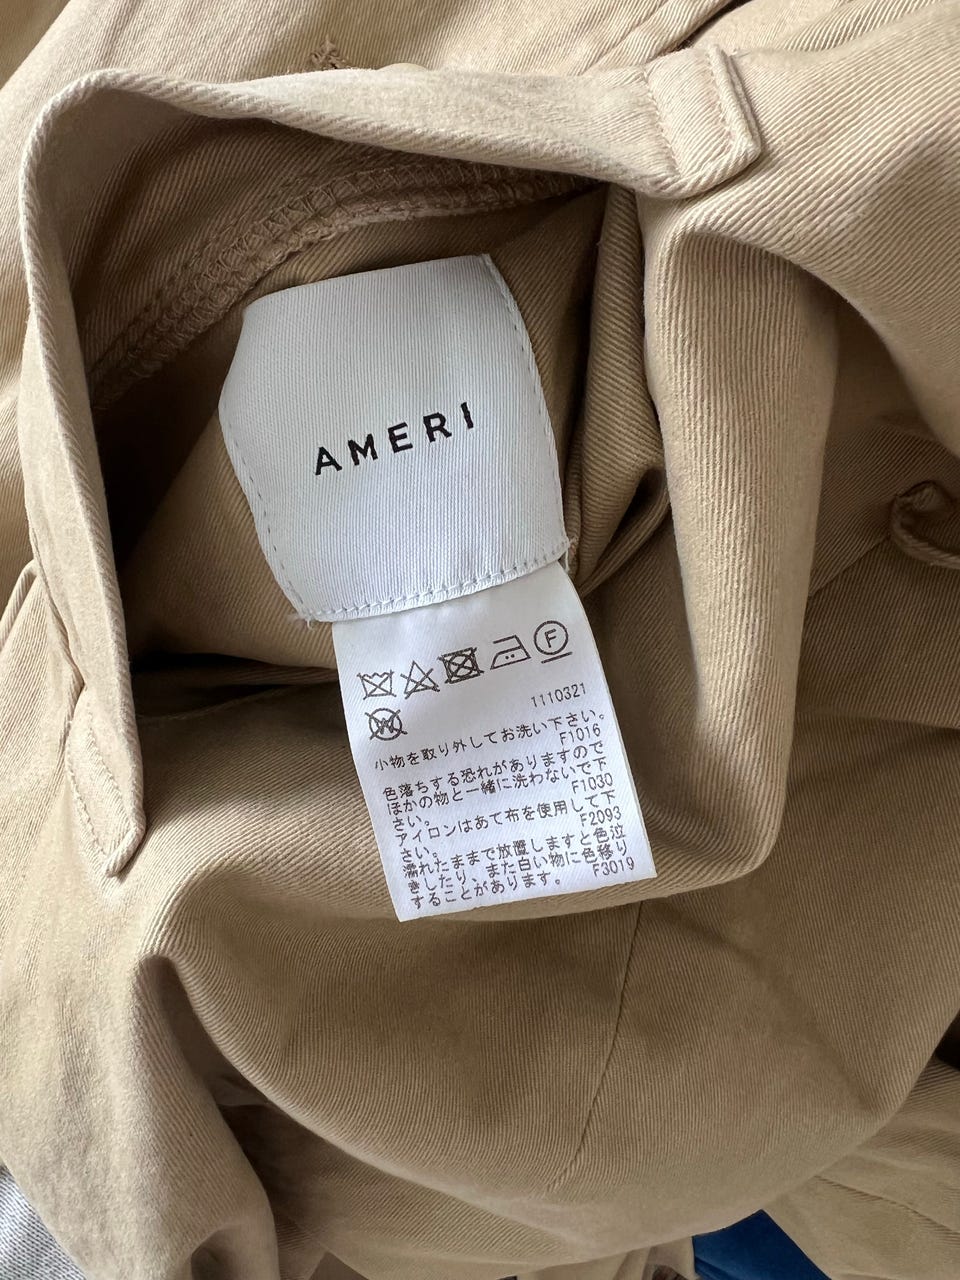 AMERI
F
1110321
W
小物を取り外してお洗い下さい。
F1016
色落ちする恐れがありますので
ほかの物と一緒に洗わないで下
さい。 F1030
アイロンはあて布を使用して下
さい。 F2093
濡れたままで放置しますと色泣
きしたり、また白い物に色移り
することがあります。 F3019